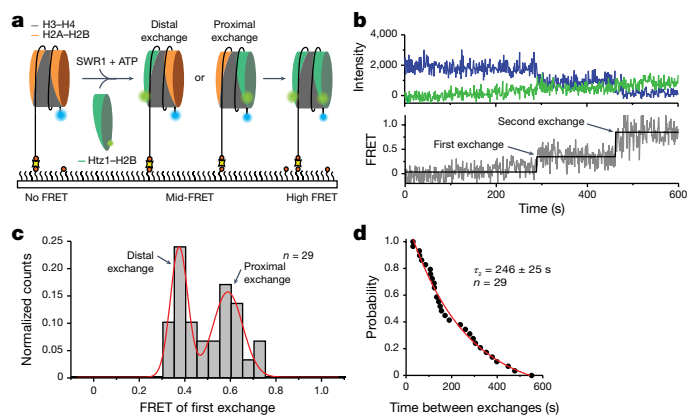 a
H3–H4
H2A–H2B
SWR1 + ATP
Htz1–H2B
Distal
exchange
or
Proximal
exchange
No FRET
Mid-FRET
High FRET
b
Intensity
4,000
2,000
0
FRET
1.0
0.5
0
Second exchange
First exchange
0
200
400
600
Time (s)
c
Normalized counts
0.25
0.20
0.15
0.10
0.05
0
Distal
exchange
n = 29
Proximal
exchange
0
0.2
0.4
0.6
0.8
1.0
FRET of first exchange
d
Probability
1.0
0.8
0.6
0.4
0.2
0
τ₂ = 246 ± 25 s
n = 29
0
200
400
600
Time between exchanges (s)